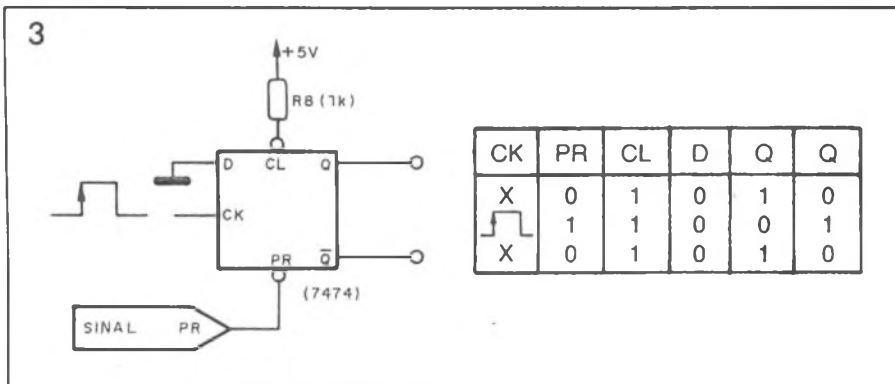 3
+5V
R8 (1k)
D CL Q
CK
PR Q̅
(7474)
SINAL PR
CK PR CL D Q Q
X 0 1 0 1 0
1 1 0 0 1
X 0 1 0 1 0